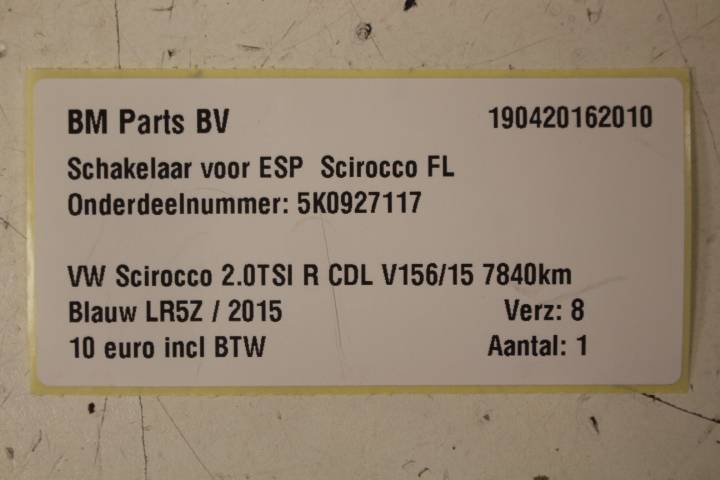 BM Parts BV 190420162010
Schakelaar voor ESP Scirocco FL
Onderdeelnummer: 5K0927117
VW Scirocco 2.0TSI R CDL V156/15 7840km
Blauw LR5Z / 2015 Verz: 8
10 euro incl BTW Aantal: 1